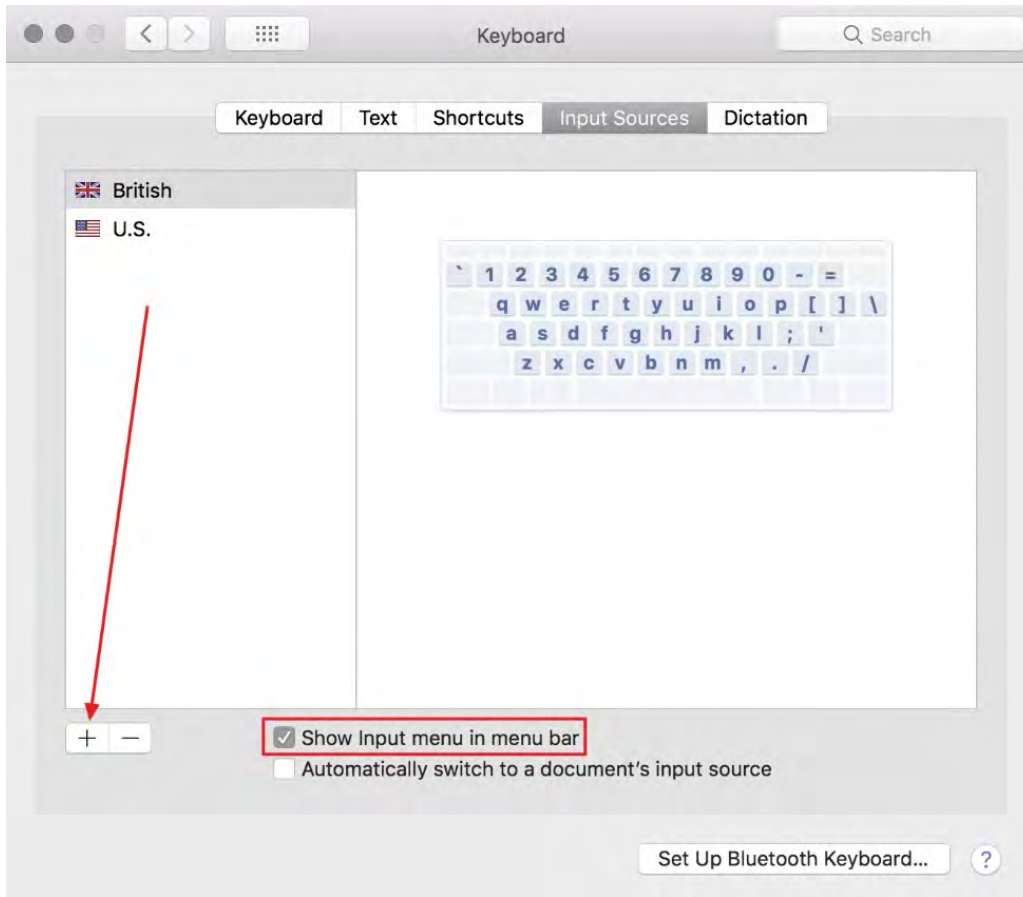 Keyboard
Search
Keyboard Text Shortcuts Input Sources Dictation
British
U.S.
` 1 2 3 4 5 6 7 8 9 0 - =
q w e r t y u i o p [ ] \
a s d f g h j k l ; '
z x c v b n m , . /
+ −
Show Input menu in menu bar
Automatically switch to a document's input source
Set Up Bluetooth Keyboard... ?